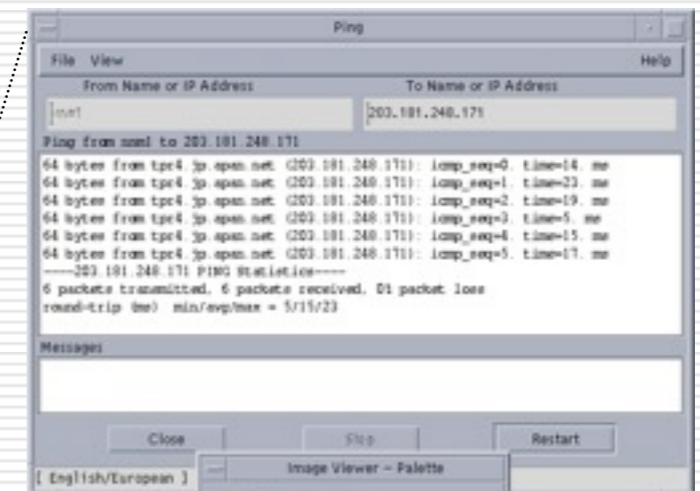 Ping
File View Help
From Name or IP Address To Name or IP Address
203.181.248.171
Ping from nnm1 to 203.181.248.171
64 bytes from tpr4.jp.apan.net (203.181.248.171): icmp_seq=0. time=14. ms
64 bytes from tpr4.jp.apan.net (203.181.248.171): icmp_seq=1. time=23. ms
64 bytes from tpr4.jp.apan.net (203.181.248.171): icmp_seq=2. time=19. ms
64 bytes from tpr4.jp.apan.net (203.181.248.171): icmp_seq=3. time=5. ms
64 bytes from tpr4.jp.apan.net (203.181.248.171): icmp_seq=4. time=15. ms
64 bytes from tpr4.jp.apan.net (203.181.248.171): icmp_seq=5. time=17. ms
----203.181.248.171 PING Statistics----
6 packets transmitted, 6 packets received, 0% packet loss
round-trip (ms) min/avg/max = 5/15/23
Messages
Close Stop Restart
[ English/European ]
Image Viewer - Palette